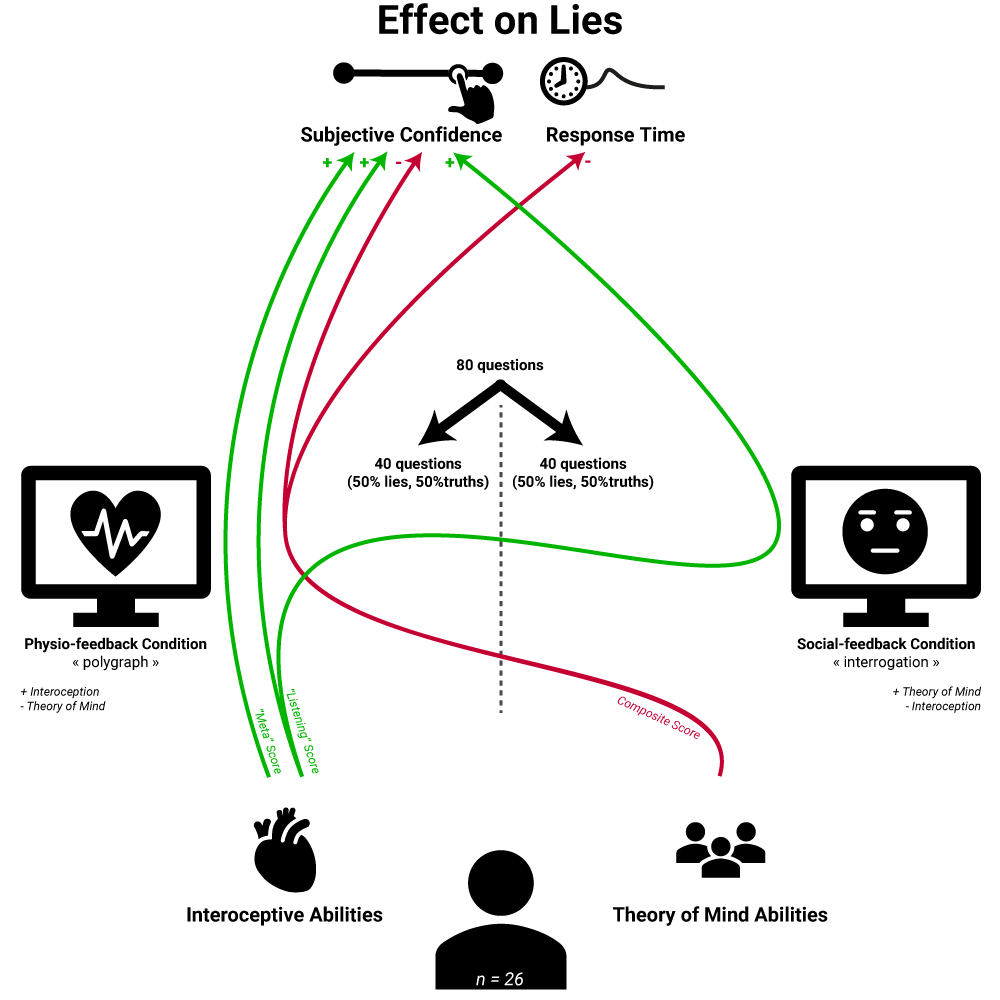 Effect on Lies
Subjective Confidence
Response Time
+
+
-
+
-
80 questions
40 questions
(50% lies, 50%truths)
40 questions
(50% lies, 50%truths)
Physio-feedback Condition
« polygraph »
+ Interoception
- Theory of Mind
Social-feedback Condition
« interrogation »
+ Theory of Mind
- Interoception
"Meta" Score
"Listening" Score
Composite Score
Interoceptive Abilities
Theory of Mind Abilities
n = 26